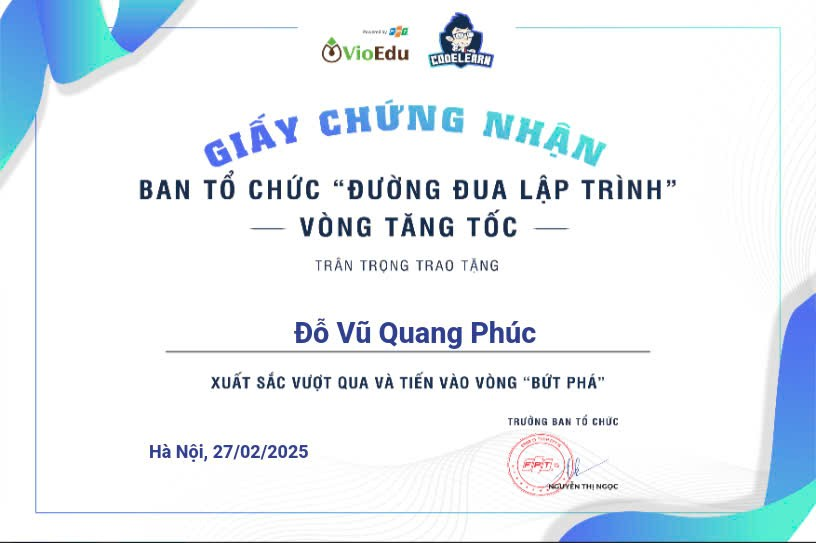 Powered by FPT
VioEdu
CODELEARN
GIẤY CHỨNG NHẬN
BAN TỔ CHỨC “ĐƯỜNG ĐUA LẬP TRÌNH”
VÒNG TĂNG TỐC
TRÂN TRỌNG TRAO TẶNG
Đỗ Vũ Quang Phúc
XUẤT SẮC VƯỢT QUA VÀ TIẾN VÀO VÒNG “BỨT PHÁ”
TRƯỞNG BAN TỔ CHỨC
Hà Nội, 27/02/2025
FPT
NGUYỄN THỊ NGỌC